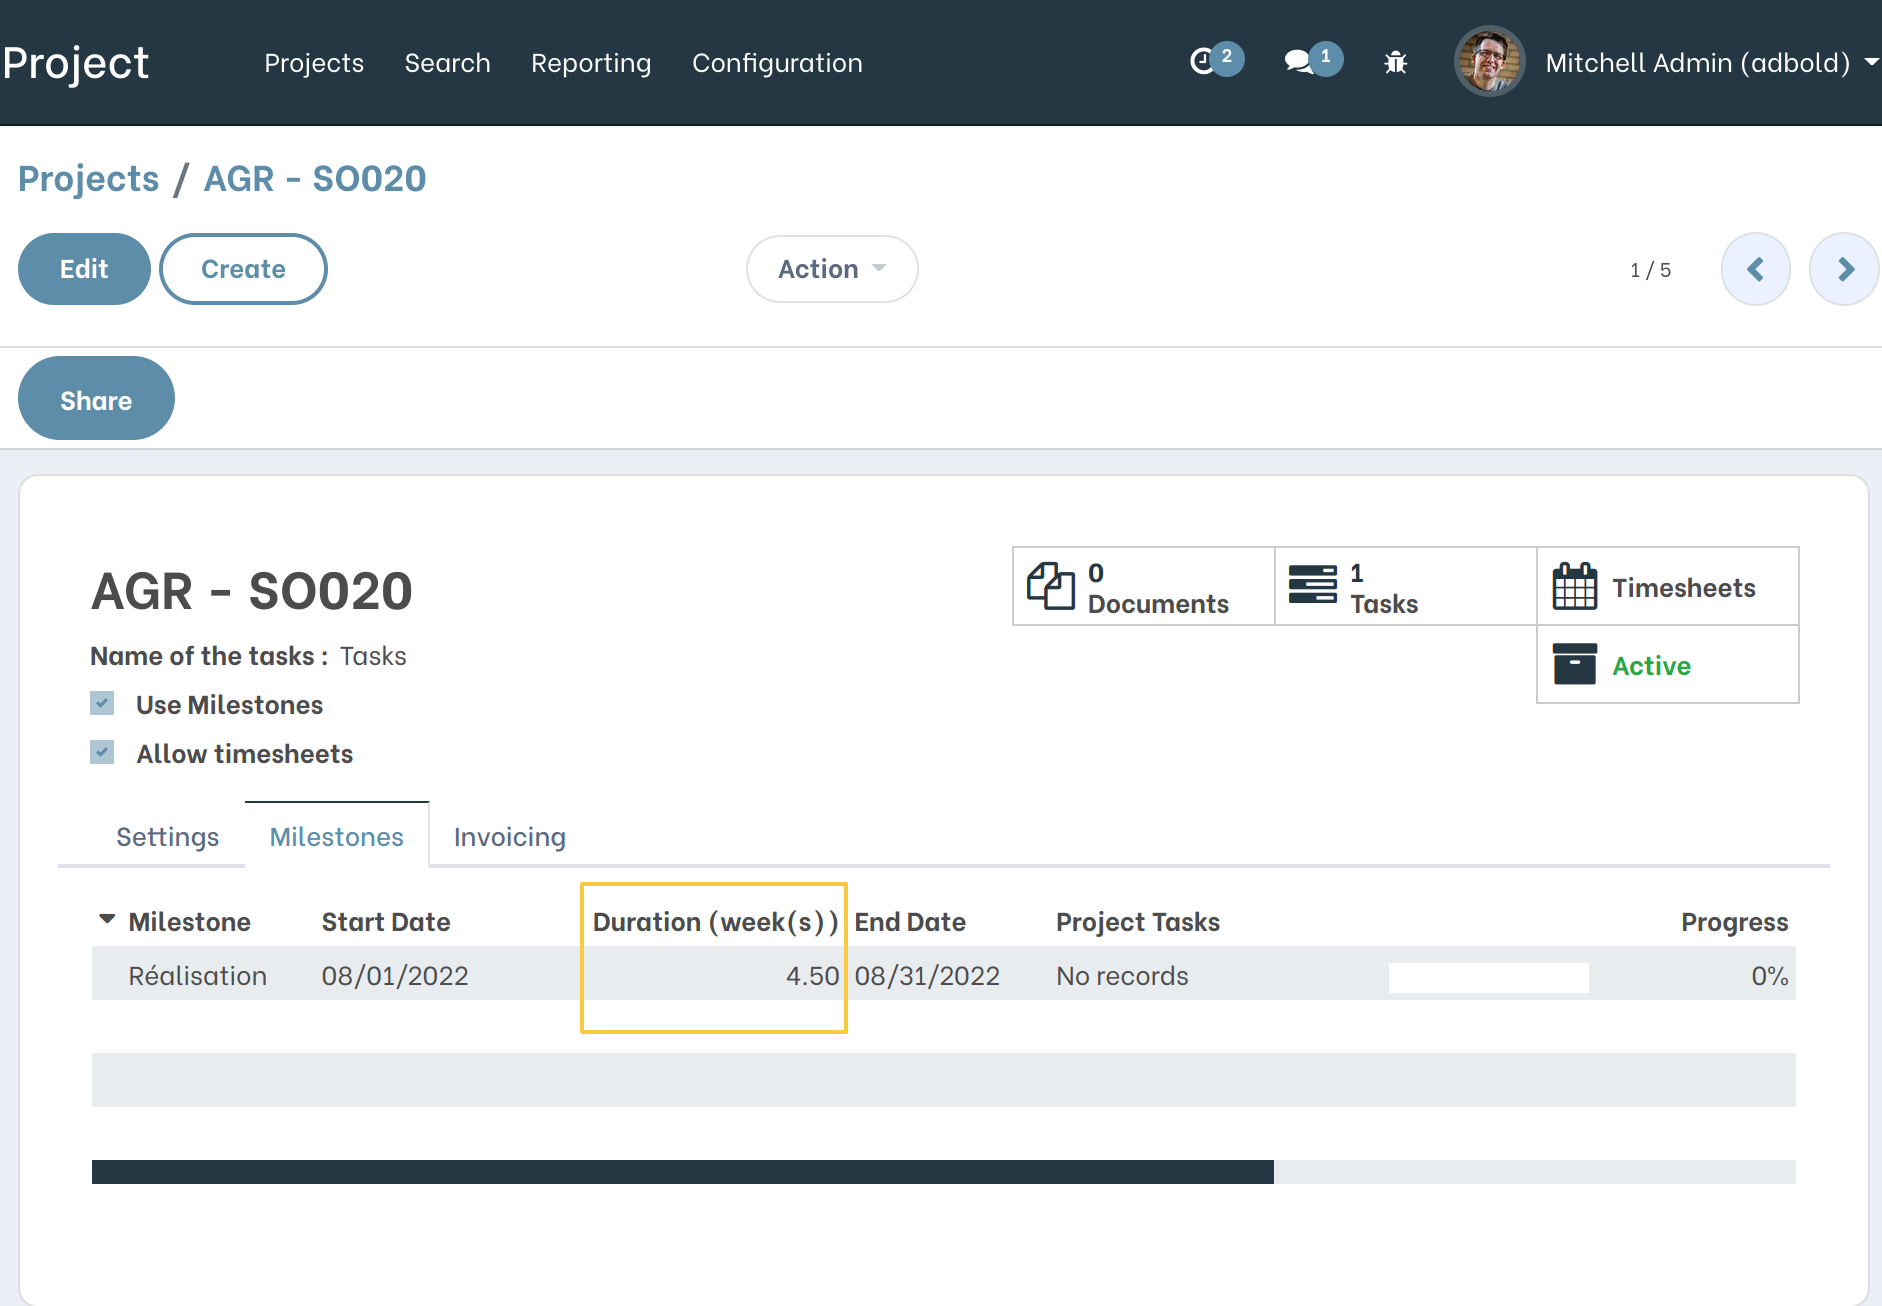 Project
Projects Search Reporting Configuration 2 1 Mitchell Admin (adbold)
Projects / AGR - SO020
Edit Create Action 1 / 5
Share
AGR - SO020
0 Documents
1 Tasks
Timesheets
Active
Name of the tasks : Tasks
Use Milestones
Allow timesheets
Settings Milestones Invoicing
Milestone Start Date Duration (week(s)) End Date Project Tasks Progress
Réalisation 08/01/2022 4.50 08/31/2022 No records 0%